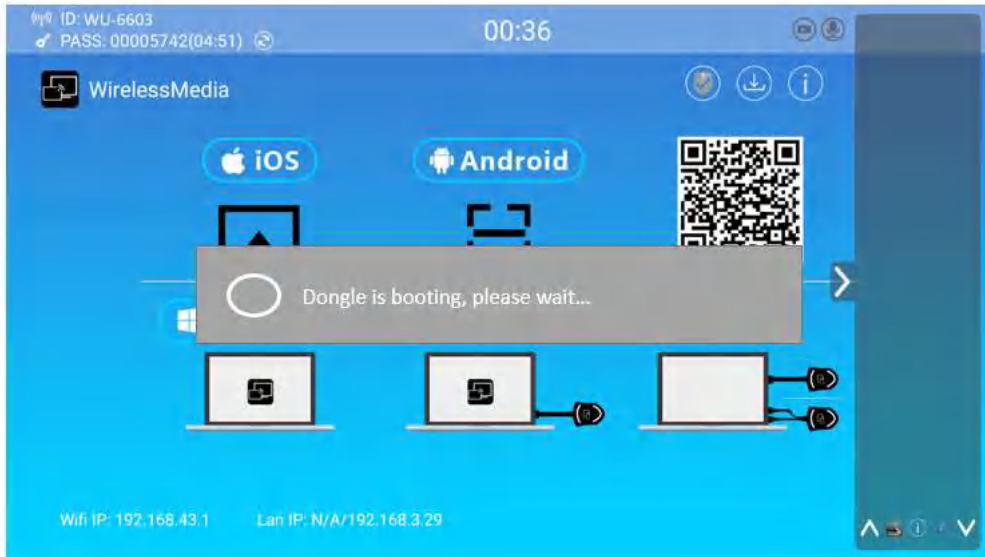 ID: WU-6603
PASS: 00005742(04:51)
00:36
WirelessMedia
iOS
Android
Dongle is booting, please wait...
Wifi IP: 192.168.43.1
Lan IP: N/A/192.168.3.29